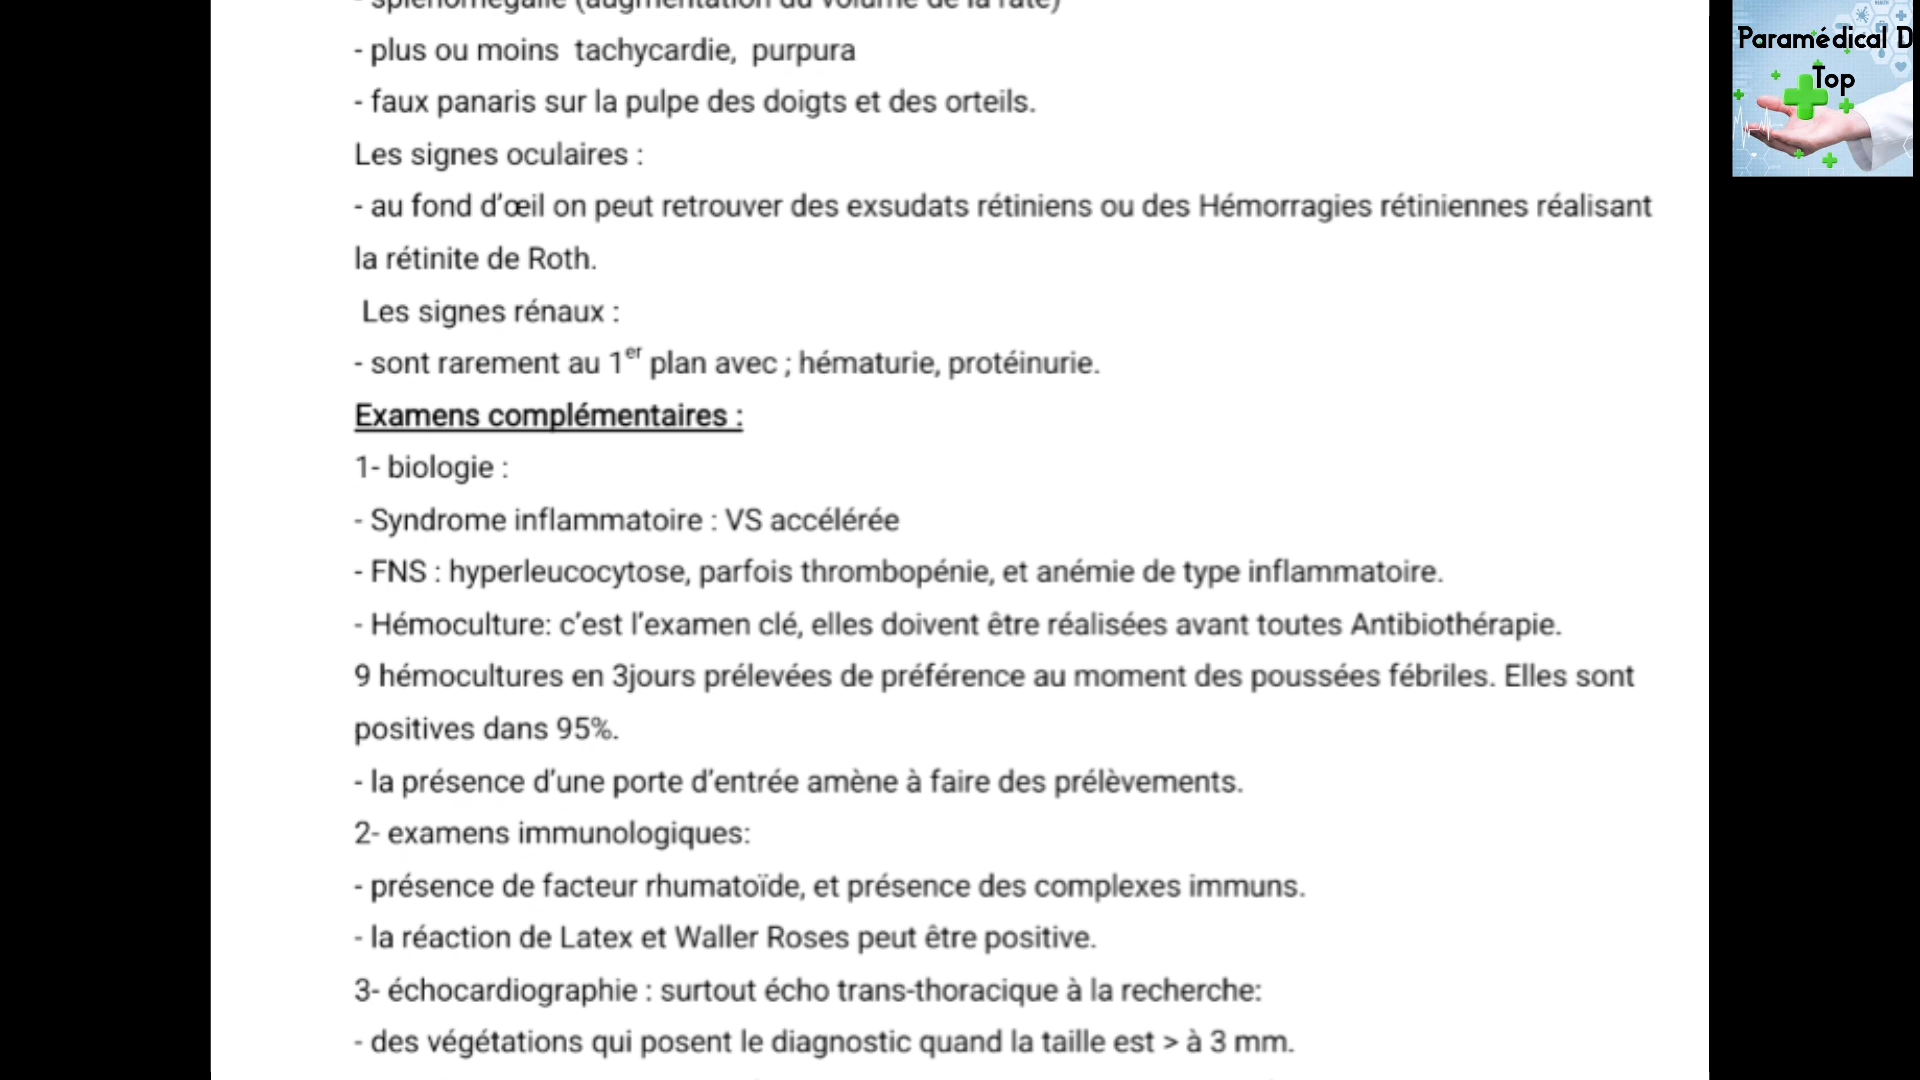 - splénomégalie (augmentation du volume de la rate)
- plus ou moins  tachycardie,  purpura
- faux panaris sur la pulpe des doigts et des orteils.
Les signes oculaires :
- au fond d’œil on peut retrouver des exsudats rétiniens ou des Hémorragies rétiniennes réalisant
la rétinite de Roth.
Les signes rénaux :
- sont rarement au 1er plan avec ; hématurie, protéinurie.
Examens complémentaires :
1- biologie :
- Syndrome inflammatoire : VS accélérée
- FNS : hyperleucocytose, parfois thrombopénie, et anémie de type inflammatoire.
- Hémoculture: c’est l’examen clé, elles doivent être réalisées avant toutes Antibiothérapie.
9 hémocultures en 3jours prélevées de préférence au moment des poussées fébriles. Elles sont
positives dans 95%.
- la présence d’une porte d’entrée amène à faire des prélèvements.
2- examens immunologiques:
- présence de facteur rhumatoïde, et présence des complexes immuns.
- la réaction de Latex et Waller Roses peut être positive.
3- échocardiographie : surtout écho trans-thoracique à la recherche:
- des végétations qui posent le diagnostic quand la taille est > à 3 mm.
Paramédical D
Top